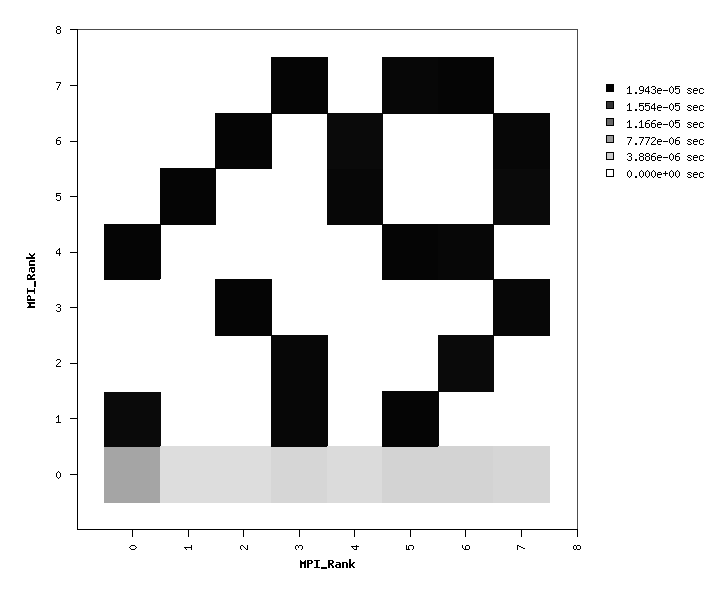 8
7
6
5
4
3
2
1
0
MPI_Rank
0
1
2
3
4
5
6
7
8
MPI_Rank
1.943e-05 sec
1.554e-05 sec
1.166e-05 sec
7.772e-06 sec
3.886e-06 sec
0.000e+00 sec